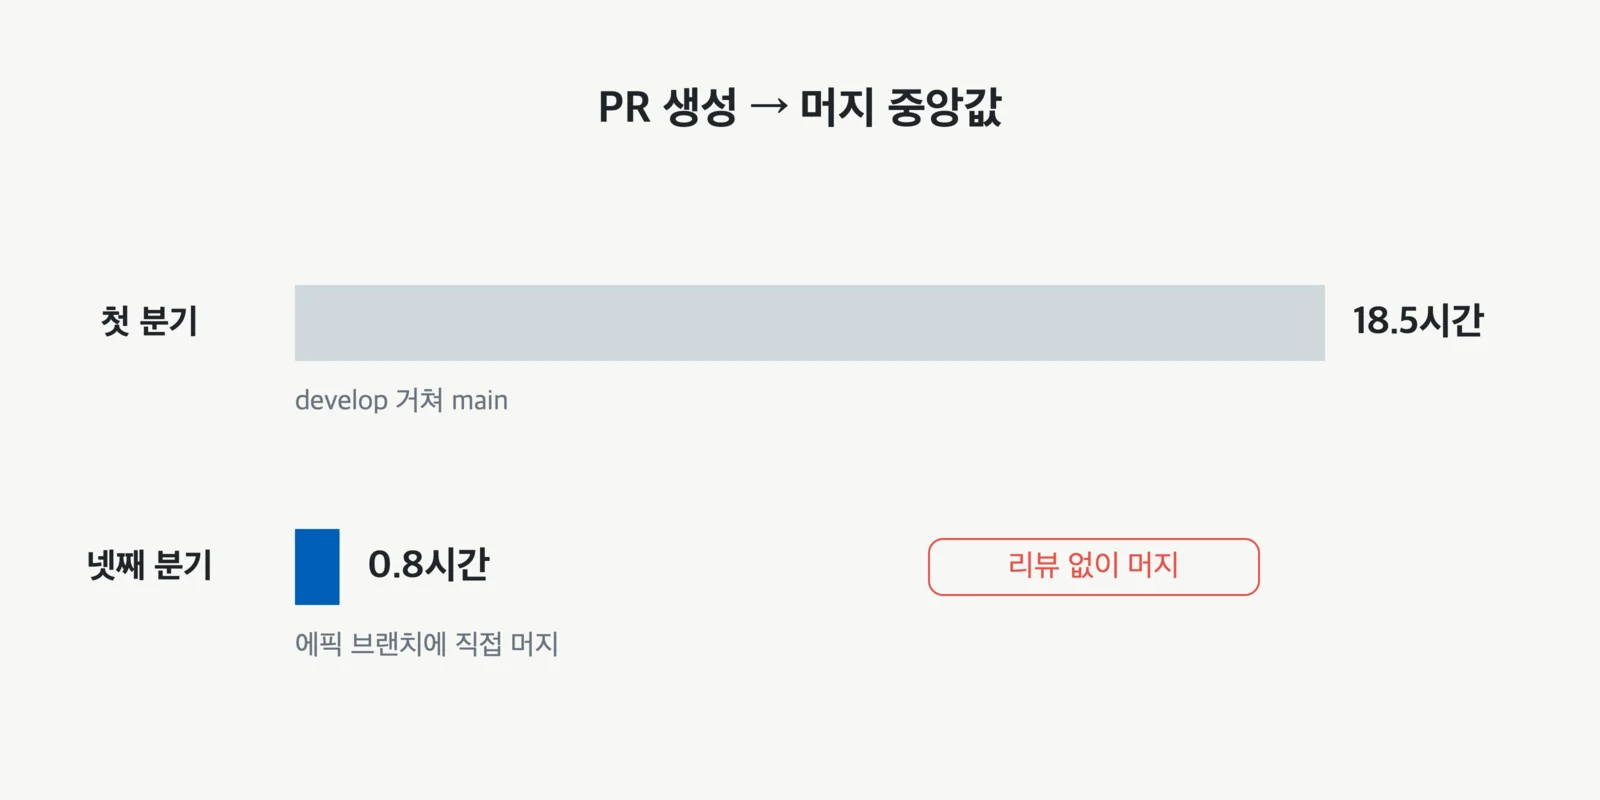 PR 생성 → 머지 중앙값
첫 분기
18.5시간
develop 거쳐 main
넷째 분기
0.8시간
리뷰 없이 머지
에픽 브랜치에 직접 머지